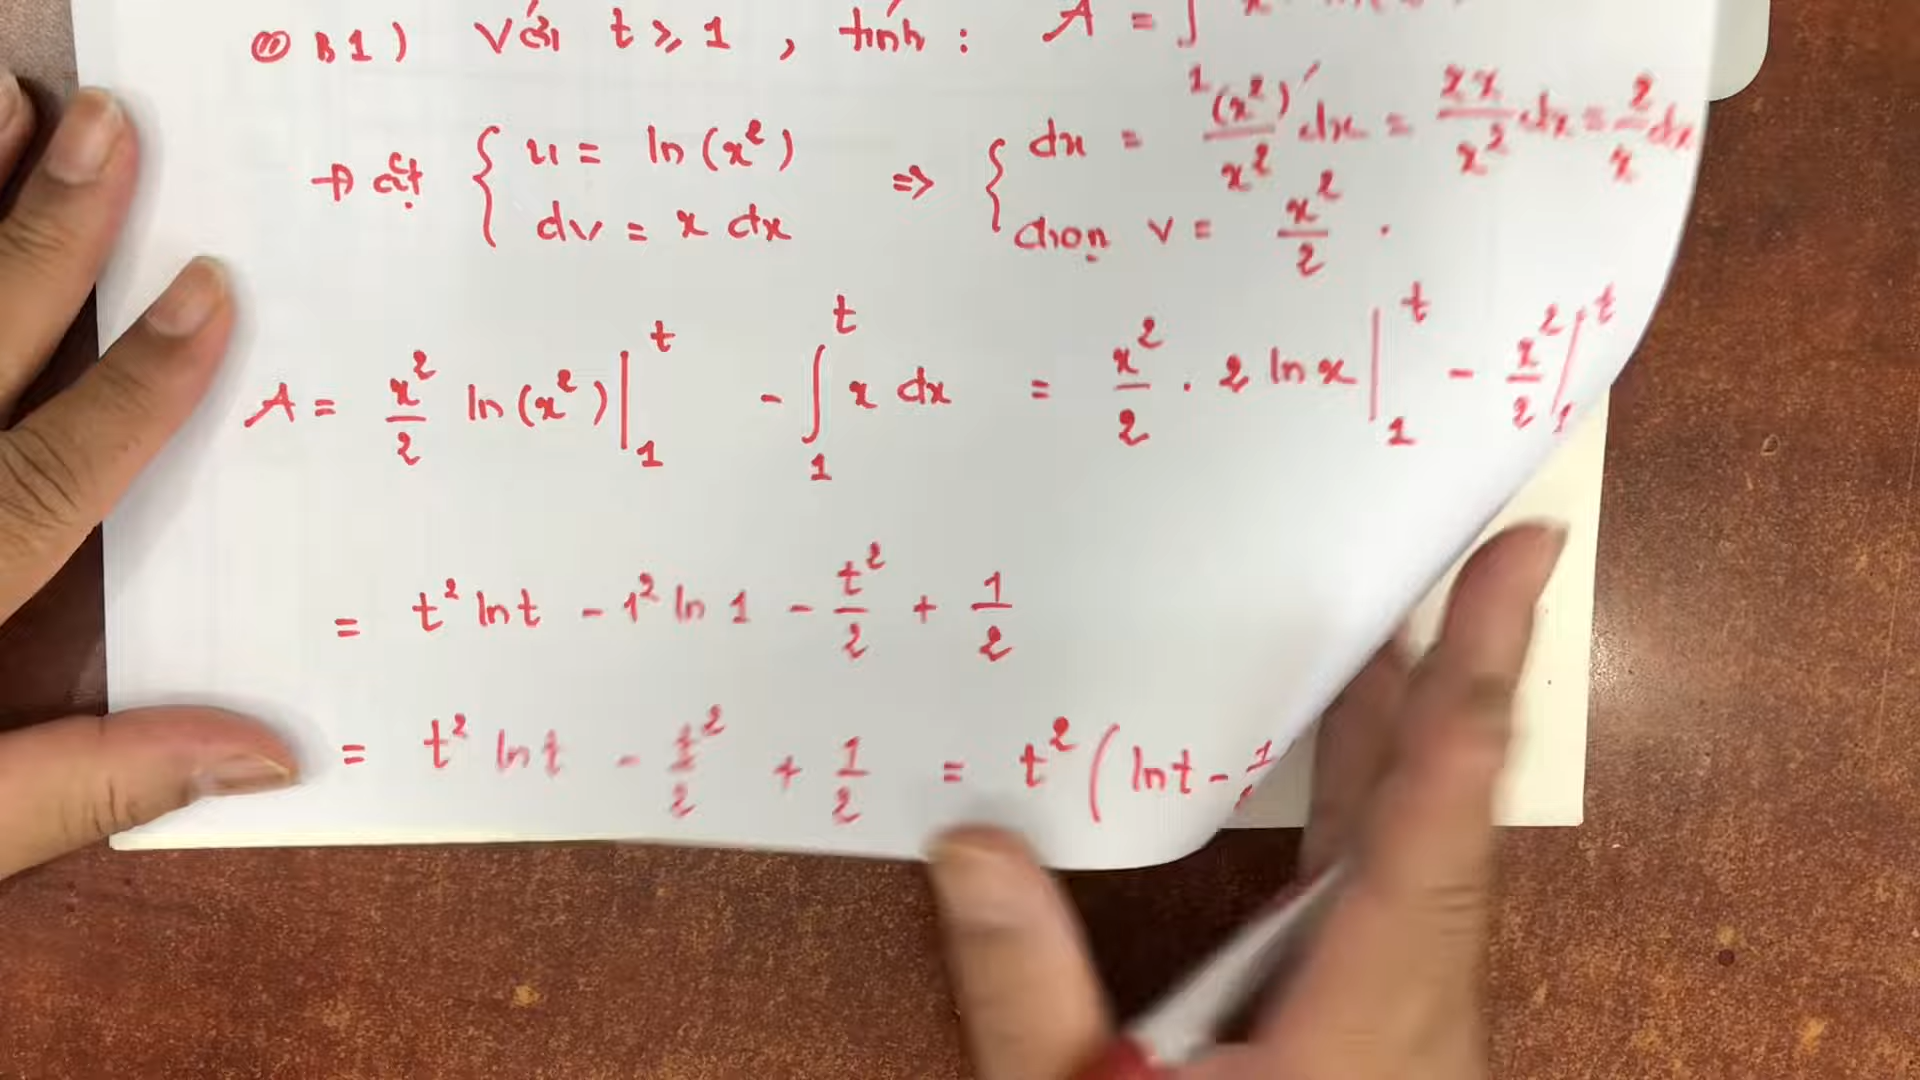 B1) Với t ≥ 1, tính: A = ∫
→ Đặt { u = ln(x²) ⇒ { du = (x²)'/x² dx = 2x/x² dx = 2/x dx
dv = x dx chọn v = x²/2 .
A = x²/2 ln(x²) |₁ᵗ - ∫₁ᵗ x dx = x²/2 . 2 ln x |₁ᵗ - x²/2 |₁ᵗ
= t² ln t - 1² ln 1 - t²/2 + 1/2
= t² ln t - t²/2 + 1/2 = t² ( ln t -